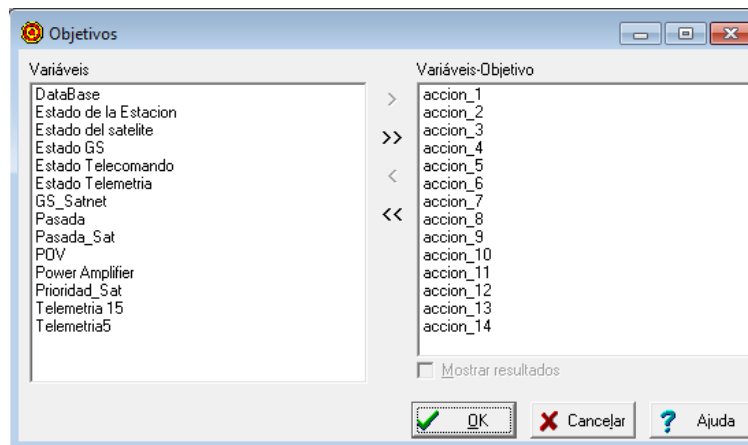 Objetivos
Variáveis
DataBase
Estado de la Estacion
Estado del satelite
Estado GS
Estado Telecomando
Estado Telemetria
GS_Satnet
Pasada
Pasada_Sat
POV
Power Amplifier
Prioridad_Sat
Telemetria 15
Telemetria5
>
>>
<
<<
Variáveis-Objetivo
accion_1
accion_2
accion_3
accion_4
accion_5
accion_6
accion_7
accion_8
accion_9
accion_10
accion_11
accion_12
accion_13
accion_14
Mostrar resultados
OK
Cancelar
Ajuda